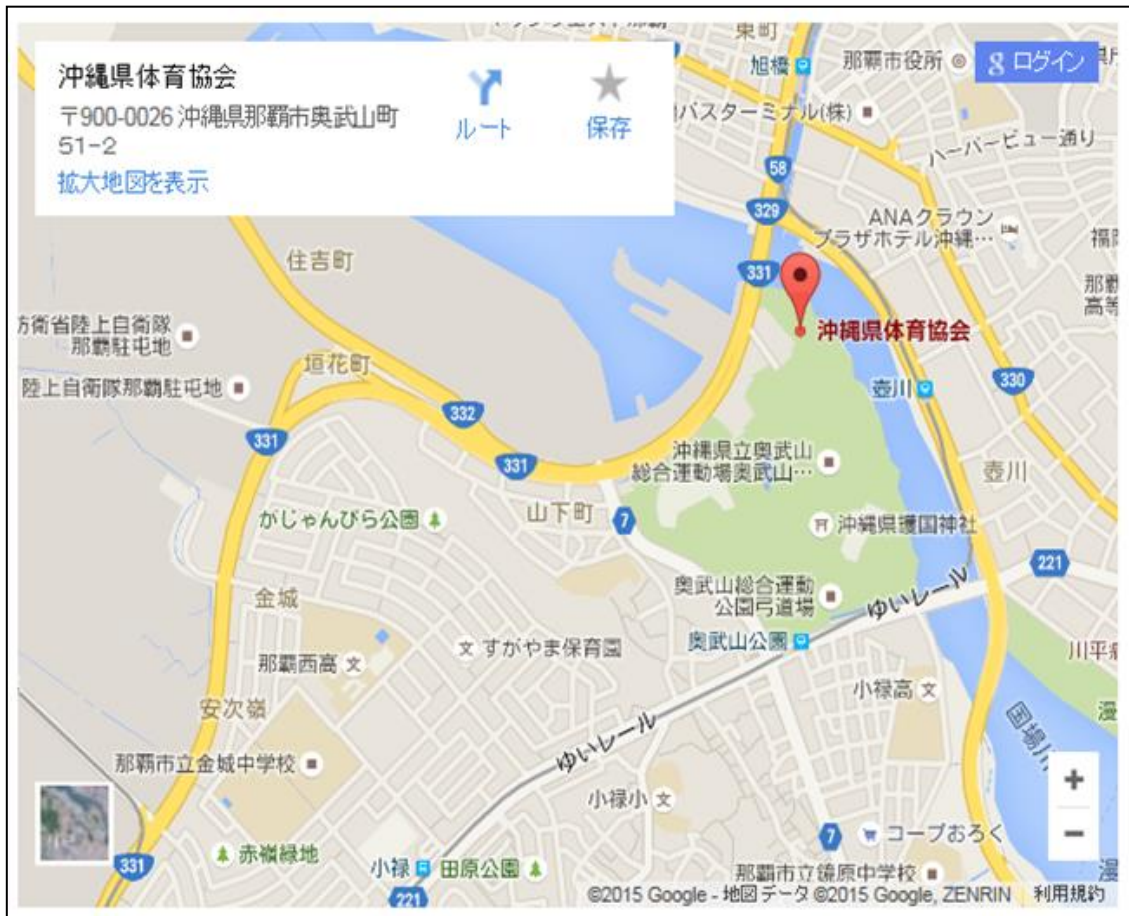 沖縄県体育協会
〒900-0026 沖縄県那覇市奥武山町
51-2
拡大地図を表示
ルート
保存
東町
旭橋
那覇市役所
g ログイン
バスターミナル(株)
ハーバービュー通り
58
329
ANAクラウン
プラザホテル沖縄…
住吉町
331
那覇
高等
沖縄県体育協会
防衛省陸上自衛隊
那覇駐屯地
垣花町
陸上自衛隊那覇駐屯地
壺川
330
332
331
331
沖縄県立奥武山
総合運動場奥武山…
壺川
がじゃんびら公園
山下町
7
沖縄県護国神社
221
奥武山総合運動
公園弓道場
ゆいレール
金城
すがやま保育園
奥武山公園
那覇西高
小禄高
安次嶺
国場川
ゆいレール
那覇市立金城中学校
小禄小
+
−
7
コープおろく
赤嶺緑地
小禄
田原公園
331
221
那覇市立鏡原中学校
©2015 Google - 地図データ ©2015 Google, ZENRIN
利用規約